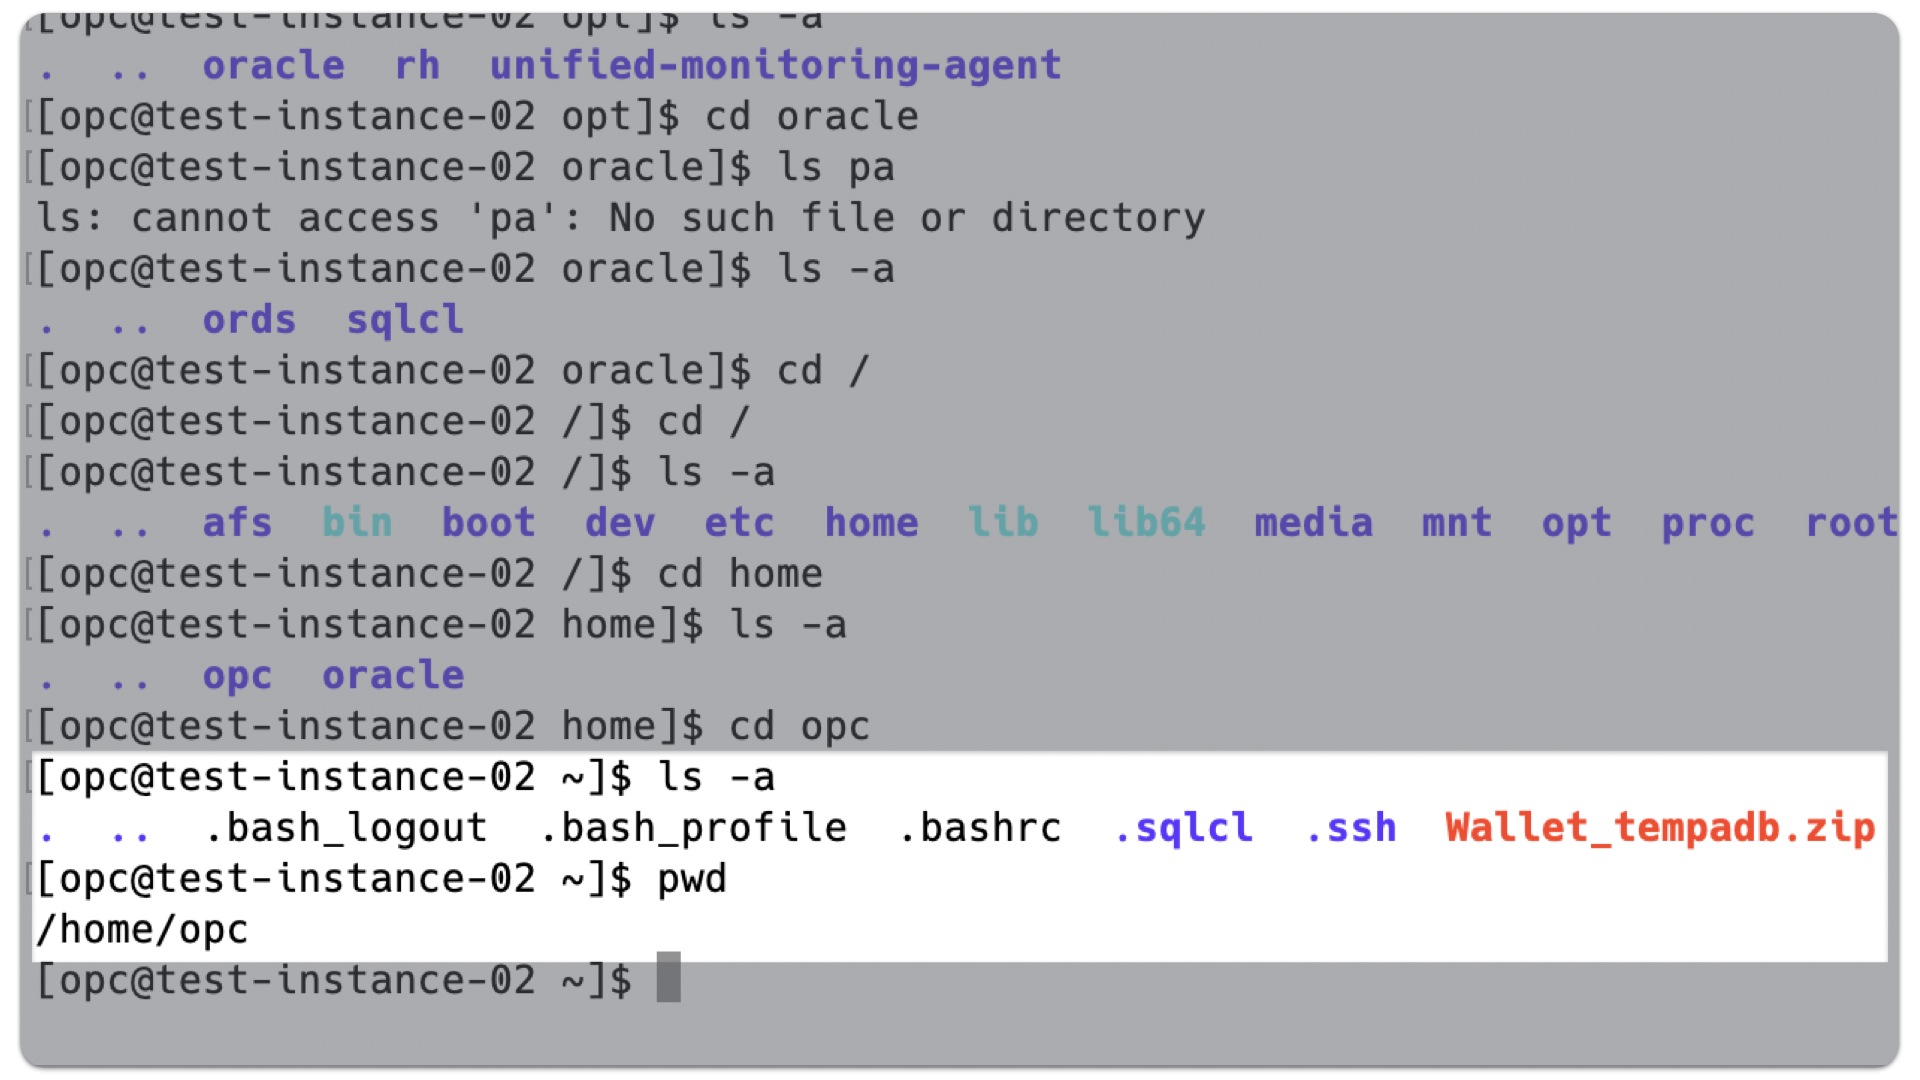 [opc@test-instance-02 opt]$ ls -a
.  ..  oracle  rh  unified-monitoring-agent
[[opc@test-instance-02 opt]$ cd oracle
[[opc@test-instance-02 oracle]$ ls pa
ls: cannot access 'pa': No such file or directory
[[opc@test-instance-02 oracle]$ ls -a
.  ..  ords  sqlcl
[[opc@test-instance-02 oracle]$ cd /
[[opc@test-instance-02 /]$ cd /
[[opc@test-instance-02 /]$ ls -a
.  ..  afs  bin  boot  dev  etc  home  lib  lib64  media  mnt  opt  proc  root
[[opc@test-instance-02 /]$ cd home
[[opc@test-instance-02 home]$ ls -a
.  ..  opc  oracle
[[opc@test-instance-02 home]$ cd opc
[[opc@test-instance-02 ~]$ ls -a
.  ..  .bash_logout  .bash_profile  .bashrc  .sqlcl  .ssh  Wallet_tempadb.zip
[[opc@test-instance-02 ~]$ pwd
/home/opc
[opc@test-instance-02 ~]$